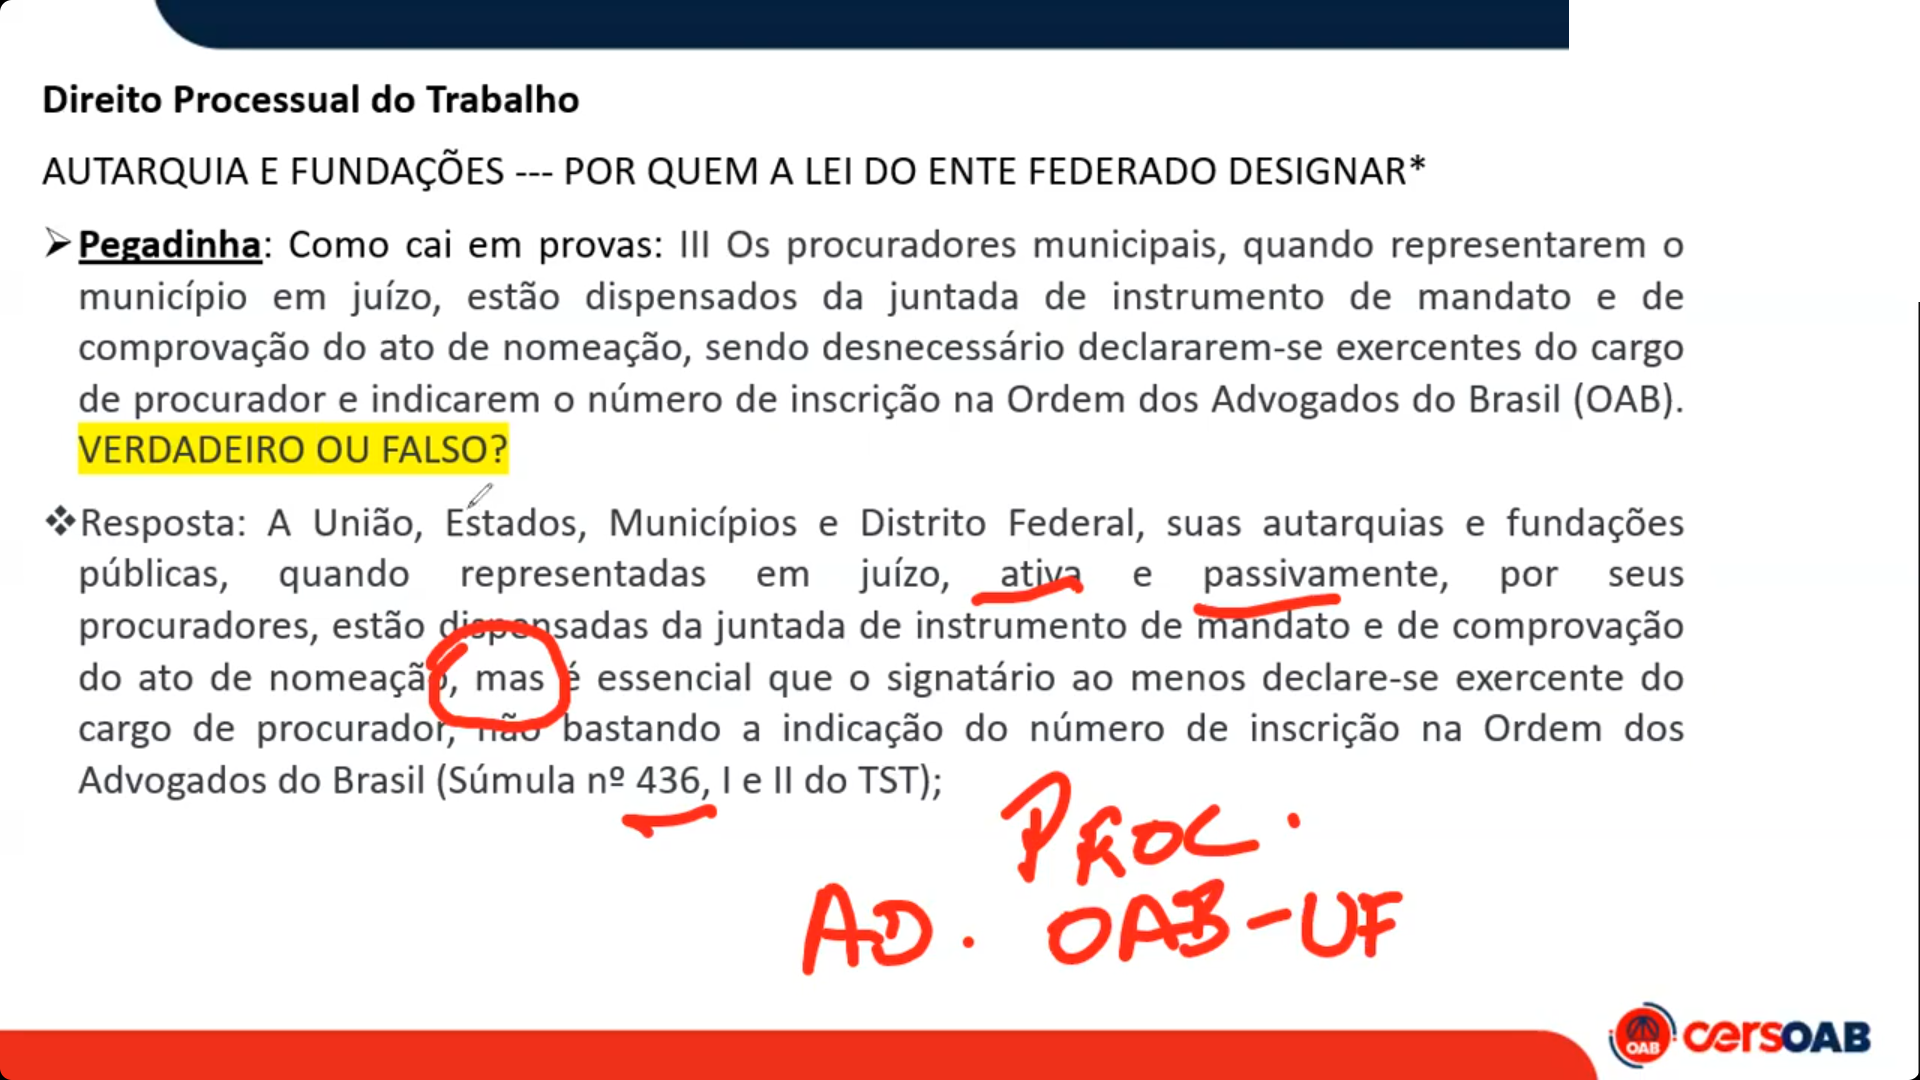 Direito Processual do Trabalho
AUTARQUIA E FUNDAÇÕES --- POR QUEM A LEI DO ENTE FEDERADO DESIGNAR*
➢Pegadinha: Como cai em provas: III Os procuradores municipais, quando representarem o
município em juízo, estão dispensados da juntada de instrumento de mandato e de
comprovação do ato de nomeação, sendo desnecessário declararem-se exercentes do cargo
de procurador e indicarem o número de inscrição na Ordem dos Advogados do Brasil (OAB).
VERDADEIRO OU FALSO?
❖Resposta: A União, Estados, Municípios e Distrito Federal, suas autarquias e fundações
públicas, quando representadas em juízo, ativa e passivamente, por seus
procuradores, estão dispensadas da juntada de instrumento de mandato e de comprovação
do ato de nomeação, mas é essencial que o signatário ao menos declare-se exercente do
cargo de procurador, não bastando a indicação do número de inscrição na Ordem dos
Advogados do Brasil (Súmula nº 436, I e II do TST);
PROC.
AD. OAB-UF
OAB cersOAB